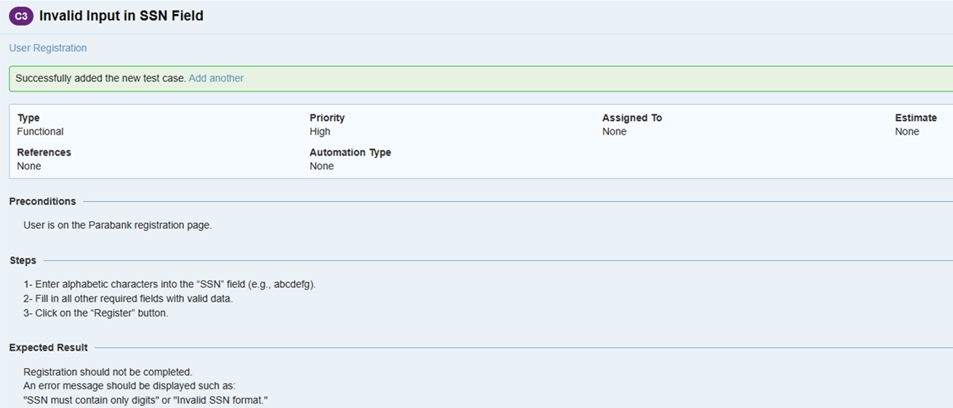 C3 Invalid Input in SSN Field
User Registration
Successfully added the new test case. Add another
Type Priority Assigned To Estimate
Functional High None None
References Automation Type
None None
Preconditions
User is on the Parabank registration page.
Steps
1- Enter alphabetic characters into the “SSN” field (e.g., abcdefg).
2- Fill in all other required fields with valid data.
3- Click on the “Register” button.
Expected Result
Registration should not be completed.
An error message should be displayed such as:
"SSN must contain only digits" or "Invalid SSN format."